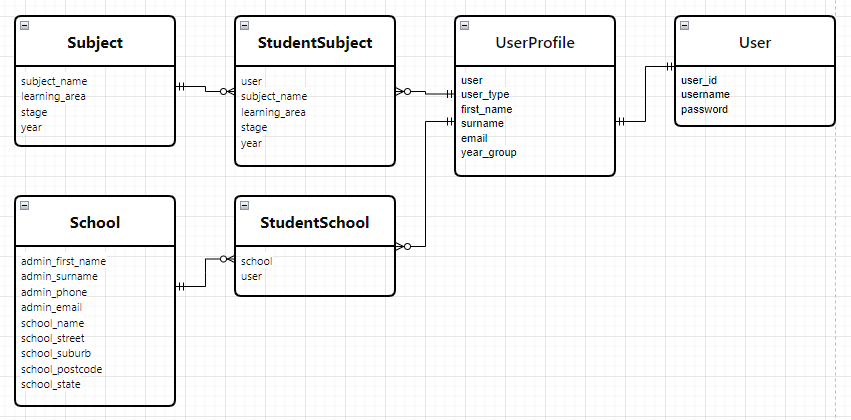 Subject
subject_name
learning_area
stage
year
StudentSubject
user
subject_name
learning_area
stage
year
UserProfile
user
user_type
first_name
surname
email
year_group
User
user_id
username
password
School
admin_first_name
admin_surname
admin_phone
admin_email
school_name
school_street
school_suburb
school_postcode
school_state
StudentSchool
school
user